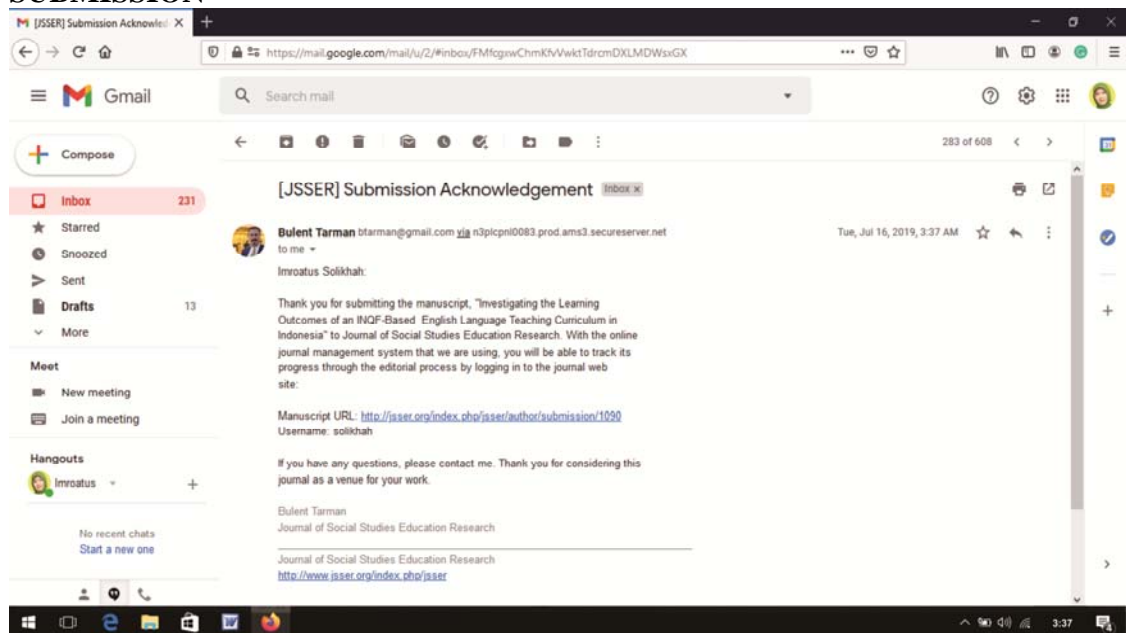 SUBMISSION
[JSSER] Submission Acknowled
https://mail.google.com/mail/u/2/#inbox/
Gmail
Search mail
Compose
283 of 608
Inbox 231
Starred
Snoozed
Sent
Drafts 13
More
Meet
New meeting
Join a meeting
Hangouts
Imroatus
No recent chats
Start a new one
[JSSER] Submission Acknowledgement Inbox x
Bulent Tarman btarman@gmail.com via n3plcpnl0083.prod.ams3.secureserver.net
Tue, Jul 16, 2019, 3:37 AM
to me
Imroatus Solikhah:
Thank you for submitting the manuscript, "Investigating the Learning
Outcomes of an INQF-Based English Language Teaching Curriculum in
Indonesia" to Journal of Social Studies Education Research. With the online
journal management system that we are using, you will be able to track its
progress through the editorial process by logging in to the journal web
site:
Manuscript URL: http://jsser.org/index.php/jsser/author/submission/1090
Username: solikhah
If you have any questions, please contact me. Thank you for considering this
journal as a venue for your work.
Bulent Tarman
Journal of Social Studies Education Research
Journal of Social Studies Education Research
http://www.jsser.org/index.php/jsser
3:37